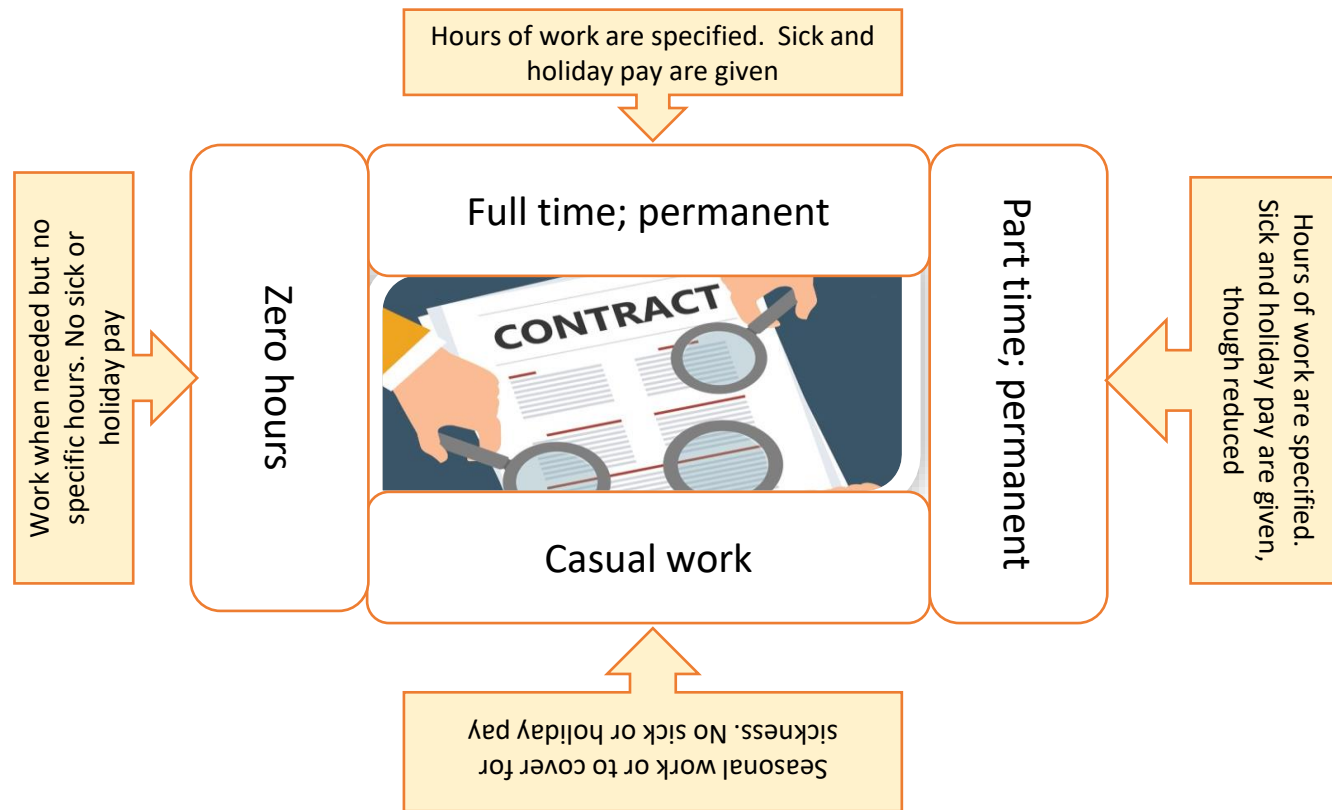 Hours of work are specified.  Sick and
holiday pay are given
Full time; permanent
Work when needed but no
specific hours. No sick or
holiday pay
Zero hours
CONTRACT
Part time; permanent
Hours of work are specified.
Sick and holiday pay are given,
though reduced
Casual work
Seasonal work or to cover for
sickness. No sick or holiday pay